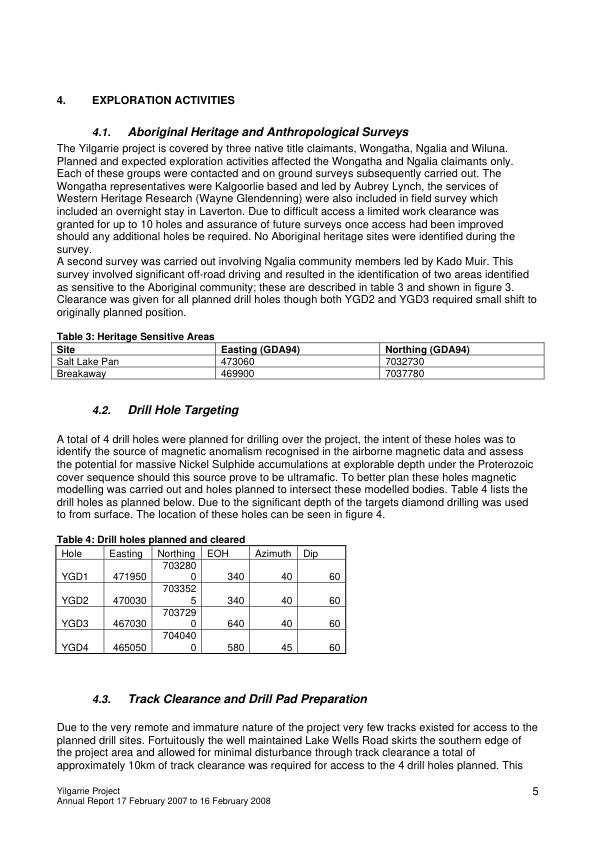 4. EXPLORATION ACTIVITIES
4.1. Aboriginal Heritage and Anthropological Surveys
The Yilgarrie project is covered by three native title claimants, Wongatha, Ngalia and Wiluna.
Planned and expected exploration activities affected the Wongatha and Ngalia claimants only.
Each of these groups were contacted and on ground surveys subsequently carried out. The
Wongatha representatives were Kalgoorlie based and led by Aubrey Lynch, the services of
Western Heritage Research (Wayne Glendenning) were also included in field survey which
included an overnight stay in Laverton. Due to difficult access a limited work clearance was
granted for up to 10 holes and assurance of future surveys once access had been improved
should any additional holes be required. No Aboriginal heritage sites were identified during the
survey.
A second survey was carried out involving Ngalia community members led by Kado Muir. This
survey involved significant off-road driving and resulted in the identification of two areas identified
as sensitive to the Aboriginal community; these are described in table 3 and shown in figure 3.
Clearance was given for all planned drill holes though both YGD2 and YGD3 required small shift to
originally planned position.
Table 3: Heritage Sensitive Areas
Site Easting (GDA94) Northing (GDA94)
Salt Lake Pan 473060 7032730
Breakaway 469900 7037780
4.2. Drill Hole Targeting
A total of 4 drill holes were planned for drilling over the project, the intent of these holes was to
identify the source of magnetic anomalism recognised in the airborne magnetic data and assess
the potential for massive Nickel Sulphide accumulations at explorable depth under the Proterozoic
cover sequence should this source prove to be ultramafic. To better plan these holes magnetic
modelling was carried out and holes planned to intersect these modelled bodies. Table 4 lists the
drill holes as planned below. Due to the significant depth of the targets diamond drilling was used
to from surface. The location of these holes can be seen in figure 4.
Table 4: Drill holes planned and cleared
Hole Easting Northing EOH Azimuth Dip
703280
YGD1 471950 0 340 40 60
703352
YGD2 470030 5 340 40 60
703729
YGD3 467030 0 640 40 60
704040
YGD4 465050 0 580 45 60
4.3. Track Clearance and Drill Pad Preparation
Due to the very remote and immature nature of the project very few tracks existed for access to the
planned drill sites. Fortuitously the well maintained Lake Wells Road skirts the southern edge of
the project area and allowed for minimal disturbance through track clearance a total of
approximately 10km of track clearance was required for access to the 4 drill holes planned. This
Yilgarrie Project 5
Annual Report 17 February 2007 to 16 February 2008